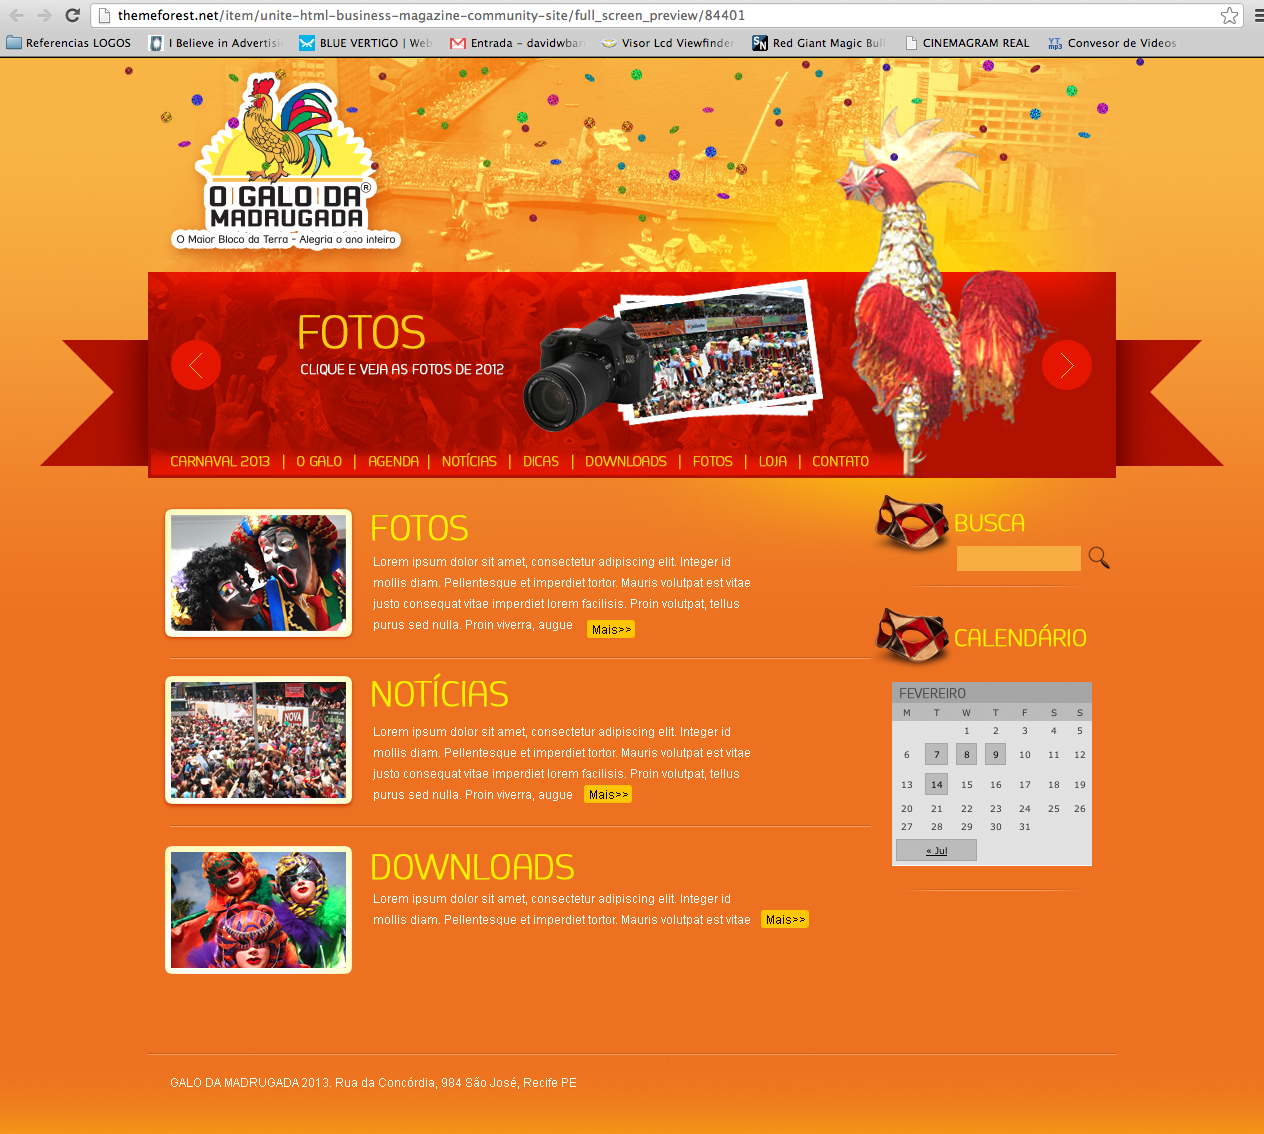 themeforest.net/item/unite-html-business-magazine-community-site/full_screen_preview/84401
Referencias LOGOS
I Believe in Advertisi
BLUE VERTIGO | Web
Entrada - davidwbar
Visor Lcd Viewfinder
Red Giant Magic Bull
CINEMAGRAM REAL
Convesor de Videos
O GALO DA®
MADRUGADA
O Maior Bloco da Terra - Alegria o ano inteiro
FOTOS
CLIQUE E VEJA AS FOTOS DE 2012
CARNAVAL 2013 | O GALO | AGENDA | NOTÍCIAS | DICAS | DOWNLOADS | FOTOS | LOJA | CONTATO
FOTOS
Lorem ipsum dolor sit amet, consectetur adipiscing elit. Integer id
mollis diam. Pellentesque et imperdiet tortor. Mauris volutpat est vitae
justo consequat vitae imperdiet lorem facilisis. Proin volutpat, tellus
purus sed nulla. Proin viverra, augue Mais>>
NOTÍCIAS
Lorem ipsum dolor sit amet, consectetur adipiscing elit. Integer id
mollis diam. Pellentesque et imperdiet tortor. Mauris volutpat est vitae
justo consequat vitae imperdiet lorem facilisis. Proin volutpat, tellus
purus sed nulla. Proin viverra, augue Mais>>
NOVA
DOWNLOADS
Lorem ipsum dolor sit amet, consectetur adipiscing elit. Integer id
mollis diam. Pellentesque et imperdiet tortor. Mauris volutpat est vitae Mais>>
BUSCA
CALENDÁRIO
FEVEREIRO
M T W T F S S
1 2 3 4 5
6 7 8 9 10 11 12
13 14 15 16 17 18 19
20 21 22 23 24 25 26
27 28 29 30 31
« Jul
GALO DA MADRUGADA 2013. Rua da Concórdia, 984 São José, Recife PE